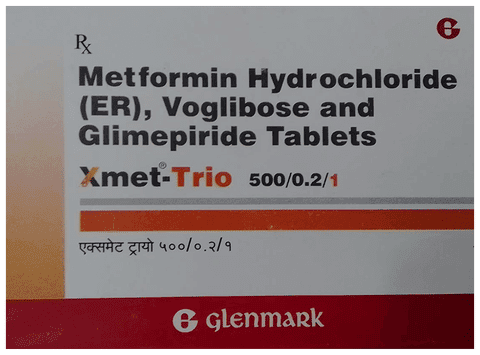 Rx
Metformin Hydrochloride
(ER), Voglibose and
Glimepiride Tablets
Xmet®-Trio 500/0.2/1
एक्समेट ट्रायो ५००/०.२/१
G glenmark